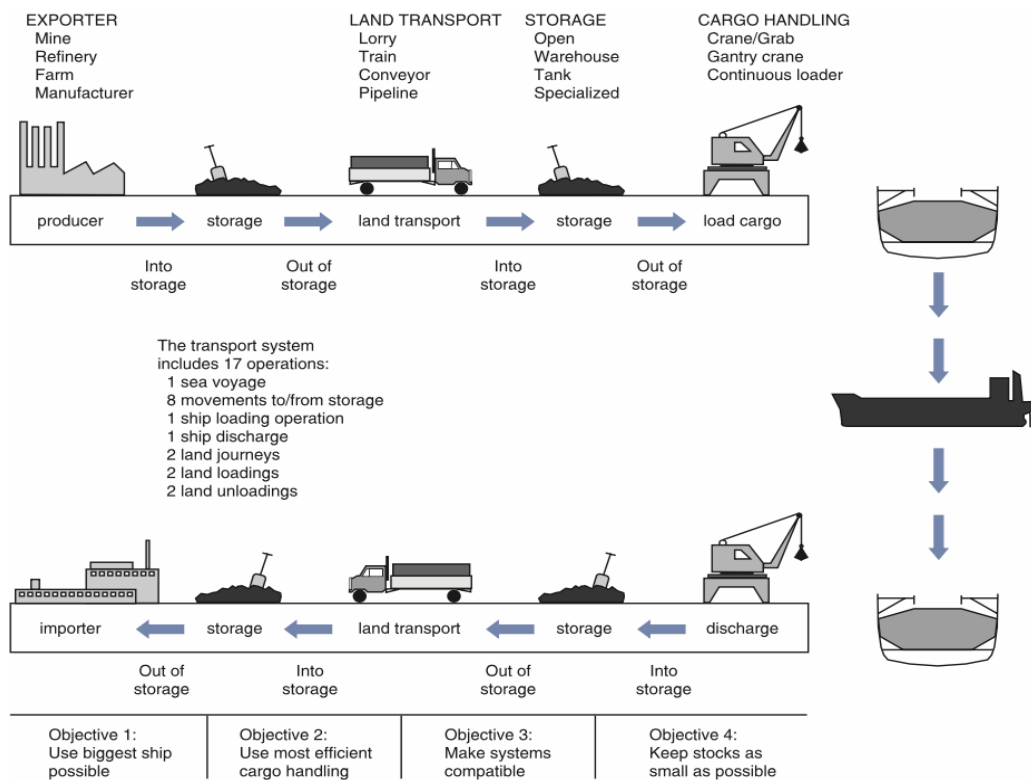 EXPORTER
Mine
Refinery
Farm
Manufacturer
LAND TRANSPORT
Lorry
Train
Conveyor
Pipeline
STORAGE
Open
Warehouse
Tank
Specialized
CARGO HANDLING
Crane/Grab
Gantry crane
Continuous loader
producer
storage
land transport
storage
load cargo
Into
storage
Out of
storage
Into
storage
Out of
storage
The transport system
includes 17 operations:
1 sea voyage
8 movements to/from storage
1 ship loading operation
1 ship discharge
2 land journeys
2 land loadings
2 land unloadings
importer
storage
land transport
storage
discharge
Out of
storage
Into
storage
Out of
storage
Into
storage
Objective 1:
Use biggest ship
possible
Objective 2:
Use most efficient
cargo handling
Objective 3:
Make systems
compatible
Objective 4:
Keep stocks as
small as possible